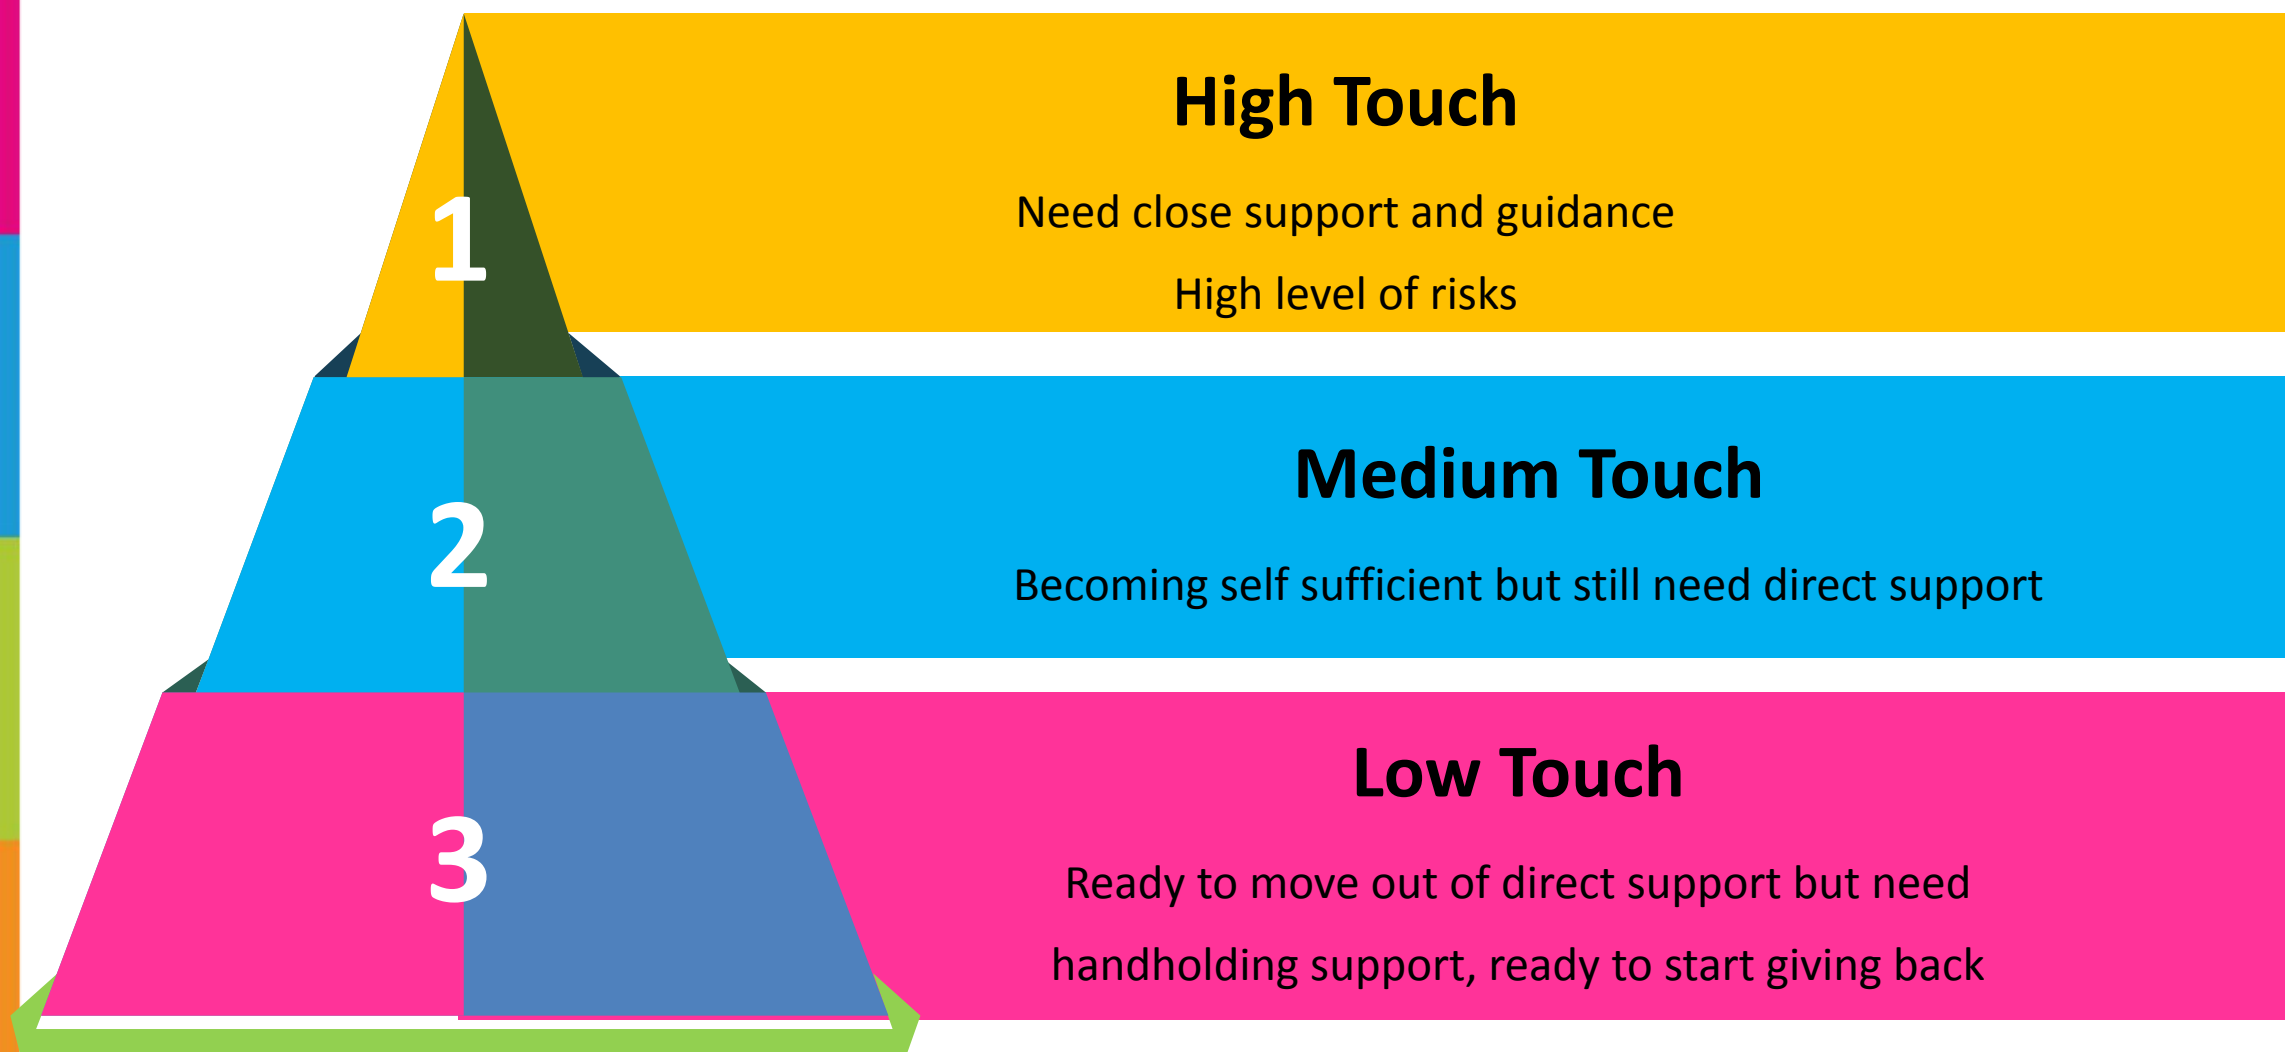 1
High Touch
Need close support and guidance
High level of risks
2
Medium Touch
Becoming self sufficient but still need direct support
3
Low Touch
Ready to move out of direct support but need
handholding support, ready to start giving back